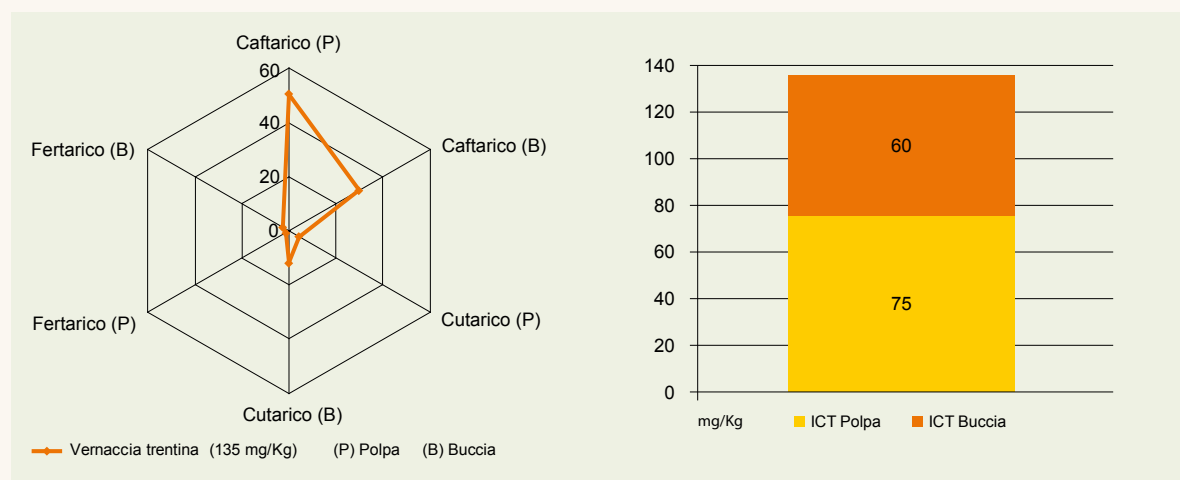 Caftarico (P)
60
40
20
0
Fertarico (B)
Caftarico (B)
Fertarico (P)
Cutarico (P)
Cutarico (B)
Vernaccia trentina (135 mg/Kg) (P) Polpa (B) Buccia
140
120
100
80
60
40
20
0
60
75
mg/Kg
ICT Polpa ICT Buccia